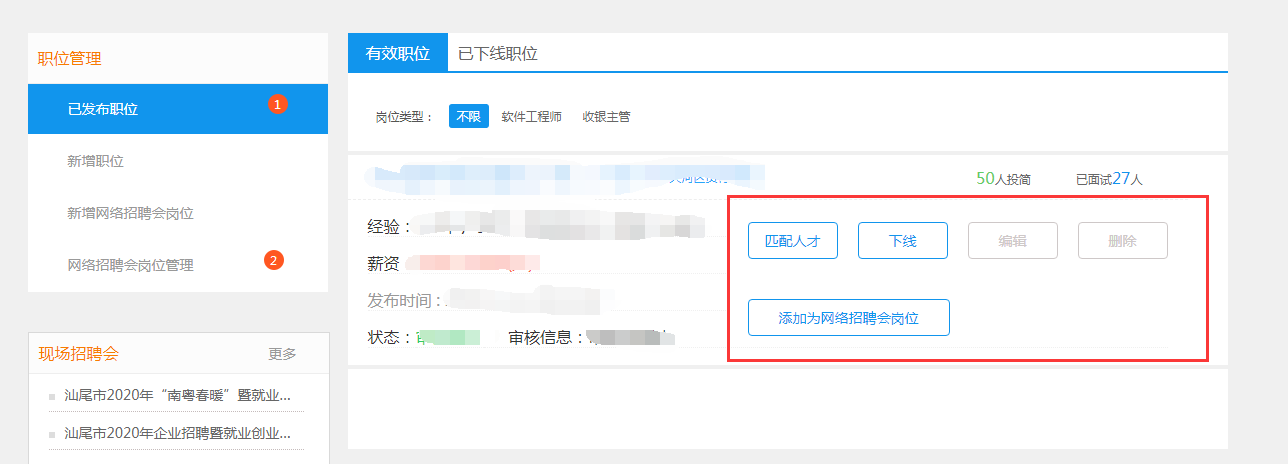 职位管理
已发布职位 1
新增职位
新增网络招聘会岗位
网络招聘会岗位管理 2
现场招聘会 更多
汕尾市2020年“南粤春暖”暨就业...
汕尾市2020年企业招聘暨就业创业...
有效职位 已下线职位
岗位类型： 不限 软件工程师 收银主管
50人投简 已面试27人
经验：
薪资
发布时间：
状态： 审核信息：
匹配人才 下线 编辑 删除
添加为网络招聘会岗位